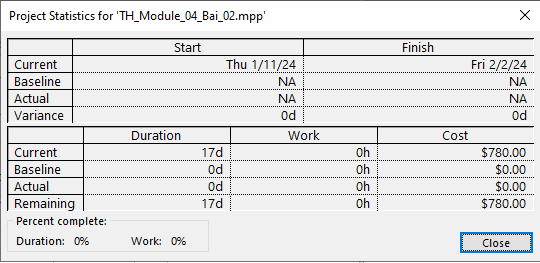 Project Statistics for 'TH_Module_04_Bai_02.mpp'
Start Finish
Current Thu 1/11/24 Fri 2/2/24
Baseline NA NA
Actual NA NA
Variance 0d 0d
Duration Work Cost
Current 17d 0h $780.00
Baseline 0d 0h $0.00
Actual 0d 0h $0.00
Remaining 17d 0h $780.00
Percent complete:
Duration: 0% Work: 0%
Close